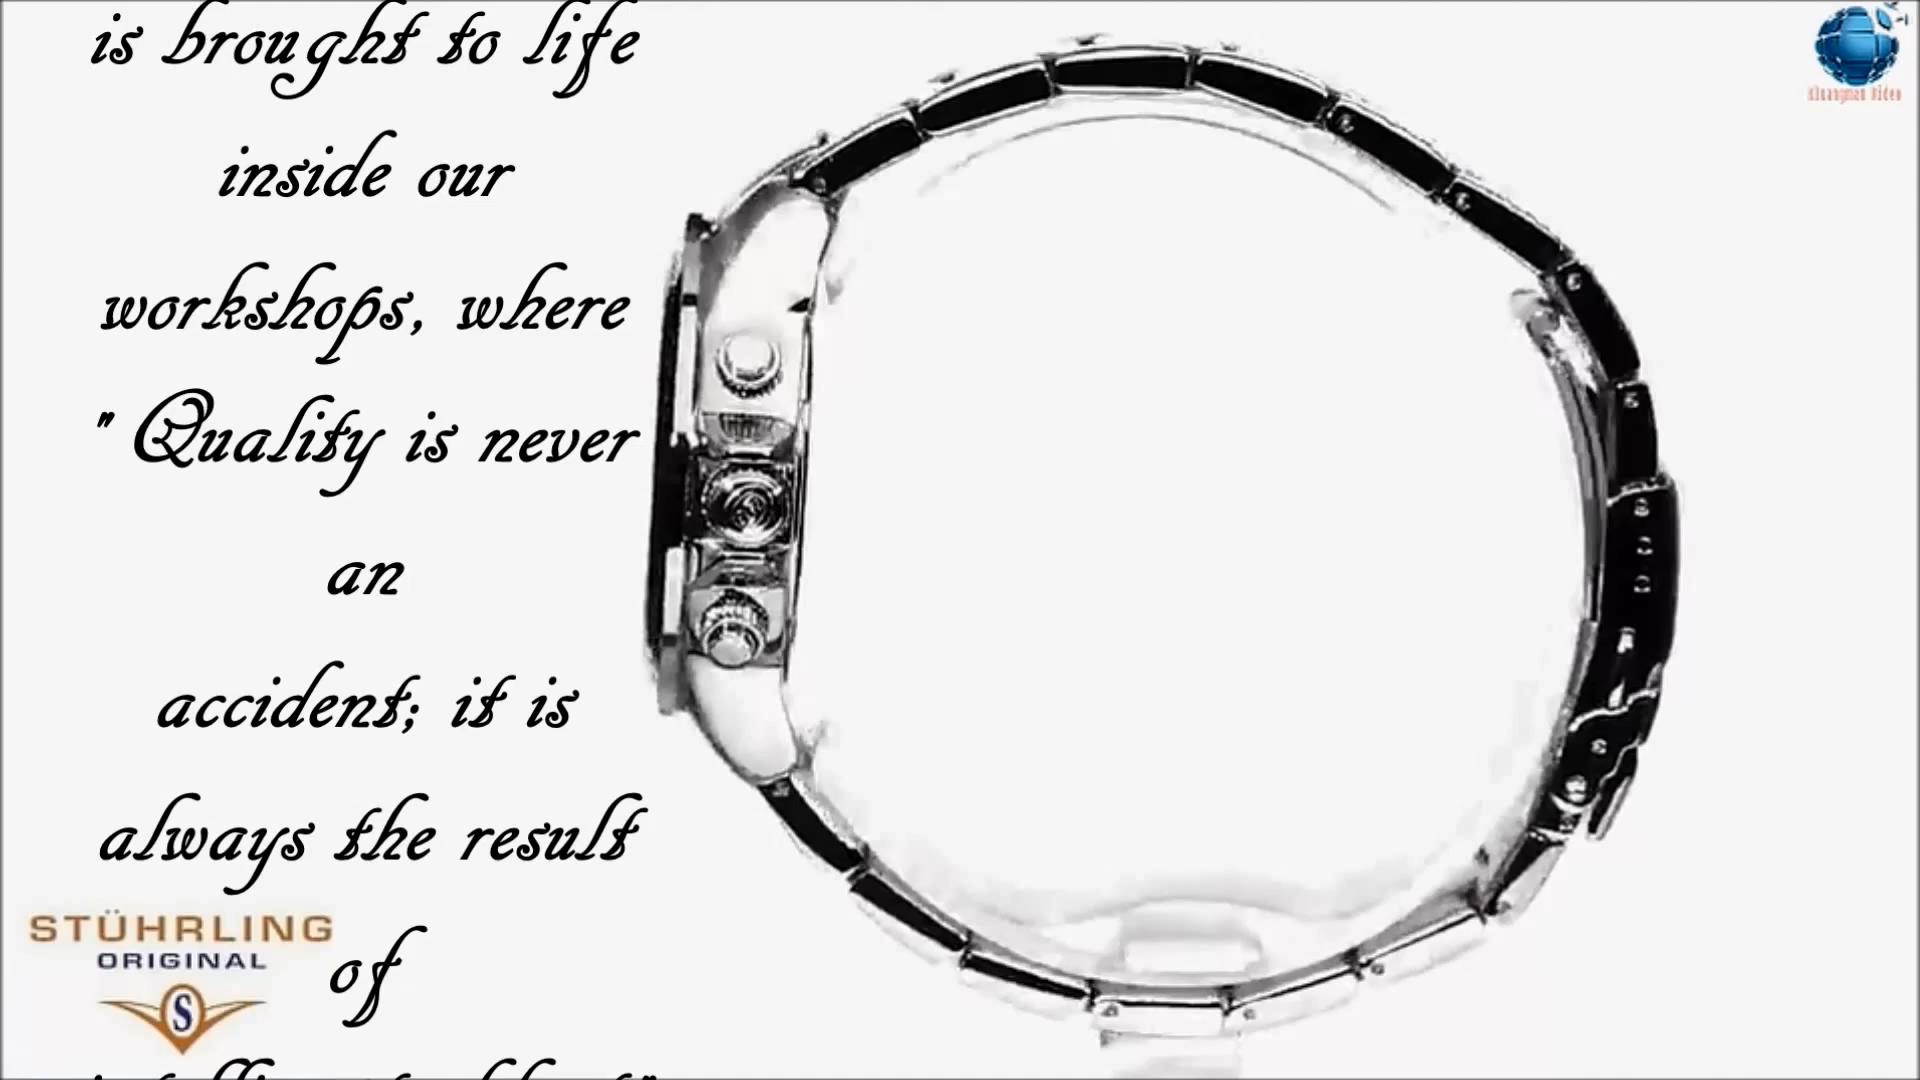 is brought to life
inside our
workshops, where
" Quality is never
an
accident; it is
always the result
of
STÜHRLING
ORIGINAL
S